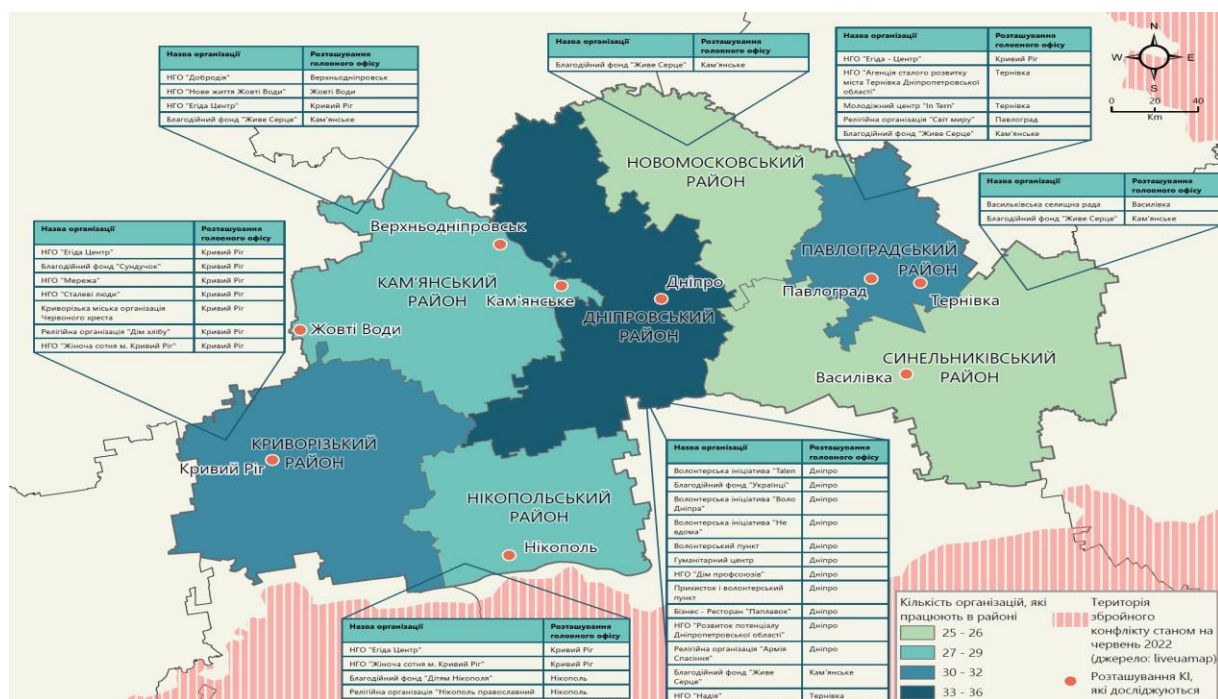 Назва організації Розташування головного офісу
НГО "Добродія" Верхньодніпровськ
НГО "Нове життя Жовті Води" Жовті Води
НГО "Егіда Центр" Кривий Ріг
Благодійний фонд "Живе Серце" Кам'янське
Назва організації Розташування головного офісу
Благодійний фонд "Живе Серце" Кам'янське
Назва організації Розташування головного офісу
НГО "Егіда - Центр" Кривий Ріг
НГО "Агенція сталого розвитку міста Тернівка Дніпропетровської області" Тернівка
Молодіжний центр "In Tern" Тернівка
Релігійна організація "Світ миру" Павлоград
Благодійний фонд "Живе Серце" Кам'янське
N
W E
S
0 20 40
Km
Назва організації Розташування головного офісу
Васильківська селищна рада Василівка
Благодійний фонд "Живе Серце" Кам'янське
Назва організації Розташування головного офісу
НГО "Егіда Центр" Кривий Ріг
Благодійний фонд "Сундучок" Кривий Ріг
НГО "Мережа" Кривий Ріг
НГО "Сталеві люди" Кривий Ріг
Криворізька міська організація Червоного хреста Кривий Ріг
Релігійна організація "Дім хлібу" Кривий Ріг
НГО "Жіноча сотня м. Кривий Ріг" Кривий Ріг
НОВОМОСКОВСЬКИЙ
РАЙОН
Верхньодніпровськ
КАМ'ЯНСЬКИЙ
РАЙОН
Кам'янське
Жовті Води
Дніпро
ДНІПРОВСЬКИЙ
РАЙОН
ПАВЛОГРАДСЬКИЙ
РАЙОН
Павлоград
Тернівка
СИНЕЛЬНИКІВСЬКИЙ
РАЙОН
Василівка
КРИВОРІЗЬКИЙ
РАЙОН
Кривий Ріг
НІКОПОЛЬСЬКИЙ
РАЙОН
Нікополь
Назва організації Розташування головного офісу
Волонтерська ініціатива "Talen Дніпро
Благодійний фонд "Українці" Дніпро
Волонтерська ініціатива "Воло Дніпра" Дніпро
Волонтерська ініціатива "Не вдома" Дніпро
Волонтерський пункт Дніпро
Гуманітарний центр Дніпро
НГО "Дім профсоюзів" Дніпро
Прихисток і волонтерський пункт Дніпро
Бізнес - Ресторан "Паплавок" Дніпро
НГО "Розвиток потенціалу Дніпропетровської області" Дніпро
Релігійна організація "Армія Спасіння" Дніпро
Благодійний фонд "Живе Серце" Кам'янське
НГО "Надія" Тернівка
Назва організації Розташування головного офісу
НГО "Егіда Центр" Кривий Ріг
НГО "Жіноча сотня м. Кривий Ріг" Кривий Ріг
Благодійний фонд "Дітям Нікополя" Нікополь
Релігійна організація "Нікополь православний Нікополь
Кількість організацій, які
працюють в районі
25 - 26
27 - 29
30 - 32
33 - 36
Територія
збройного
конфлікту станом на
червень 2022
(джерело: liveuamap)
Розташування КІ,
які досліджуються